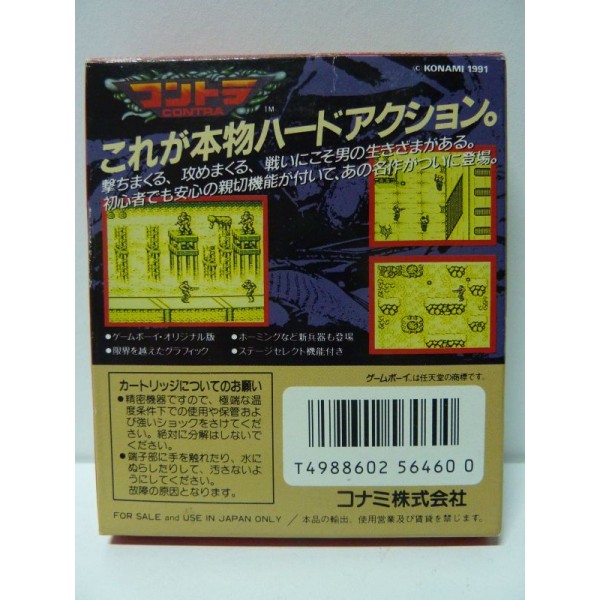 © KONAMI 1991
コントラ
CONTRA
TM
これが本物ハードアクション。
撃ちまくる、攻めまくる、戦いにこそ男の生きざまがある。
初心者でも安心の親切機能が付いて、あの名作がついに登場。
●ゲームボーイ・オリジナル版
●ホーミングなど新兵器も登場
●限界を越えたグラフィック
●ステージセレクト機能付き
ゲームボーイは任天堂の商標です。
カートリッジについてのお願い
●精密機器ですので、極端な温
度条件下での使用や保管およ
び強いショックをさけてくださ
い。絶対に分解はしないで
ください。
●端子部に手を触れたり、水に
ぬらしたりして、汚さないよ
うにしてください。
故障の原因となります。
T4988602 56460 0
コナミ株式会社
FOR SALE and USE IN JAPAN ONLY / 本品の輸出、使用営業及び賃貸を禁じます。